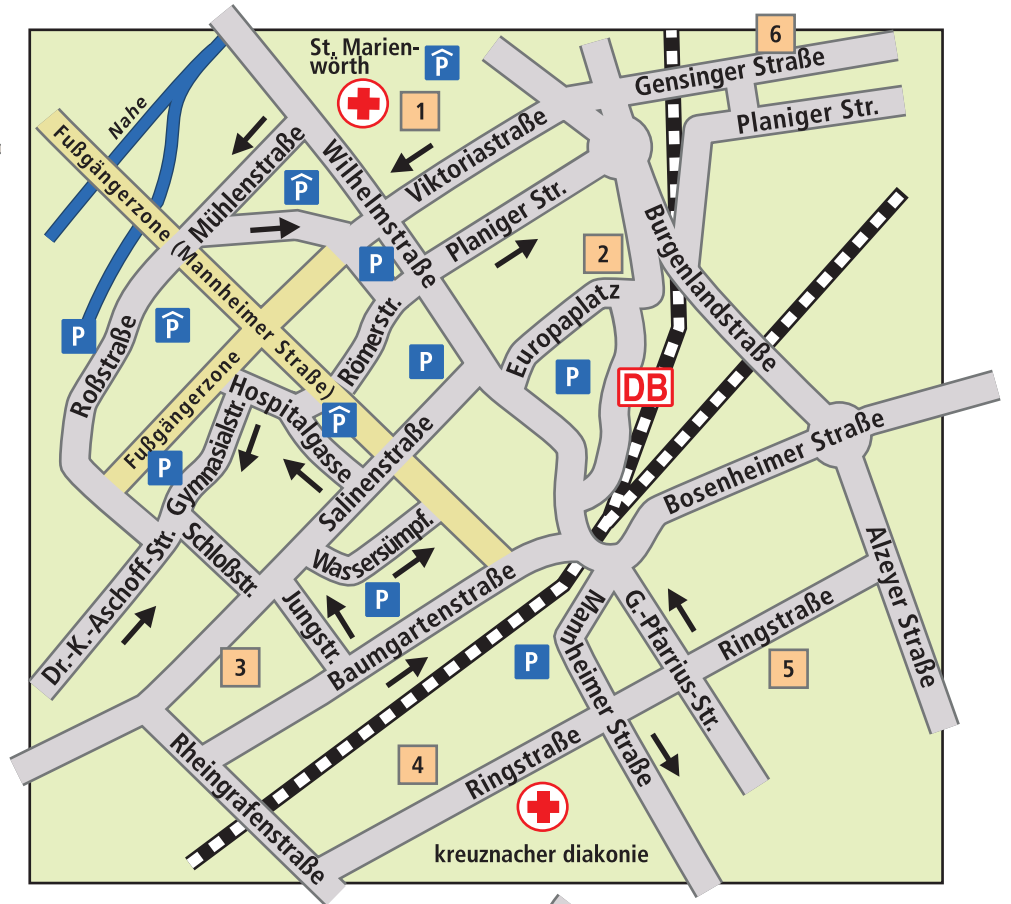 6
St. Marien-
wörth
P
Gensinger Straße
Nahe
1
Planiger Str.
Fußgängerzone
Mühlenstraße
Wilhelmstraße
Viktoriastraße
P
Planiger Str.
Burgenlandstraße
(Mannheimer Straße)
P
2
P
P
Roßstraße
Römerstr.
Europaplatz
P
P
DB
Fußgängerzone
Hospitalgasse
P
Gymnasialstr.
P
Salinenstraße
Bosenheimer Straße
Schloßstr.
Wassersümpf.
Alzeyer Straße
Dr.-K.-Aschoff-Str.
Jungstr.
P
Baumgartenstraße
Mannheimer Straße
G.-Pfarrius-Str.
Ringstraße
3
P
5
Rheingrafenstraße
4
Ringstraße
kreuznacher diakonie